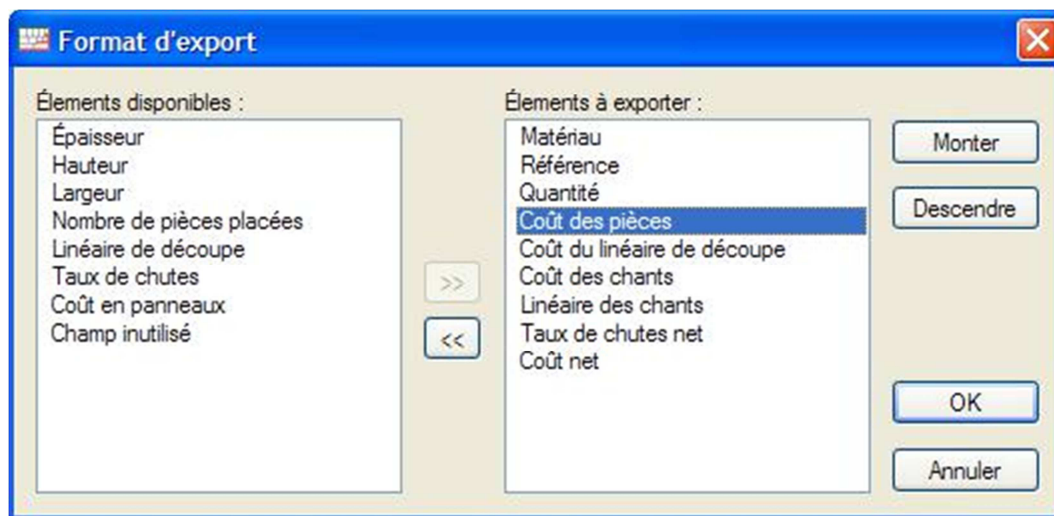 Format d'export
Élements disponibles :
Épaisseur
Hauteur
Largeur
Nombre de pièces placées
Linéaire de découpe
Taux de chutes
Coût en panneaux
Champ inutilisé
>>
<<
Élements à exporter :
Matériau
Référence
Quantité
Coût des pièces
Coût du linéaire de découpe
Coût des chants
Linéaire des chants
Taux de chutes net
Coût net
Monter
Descendre
OK
Annuler